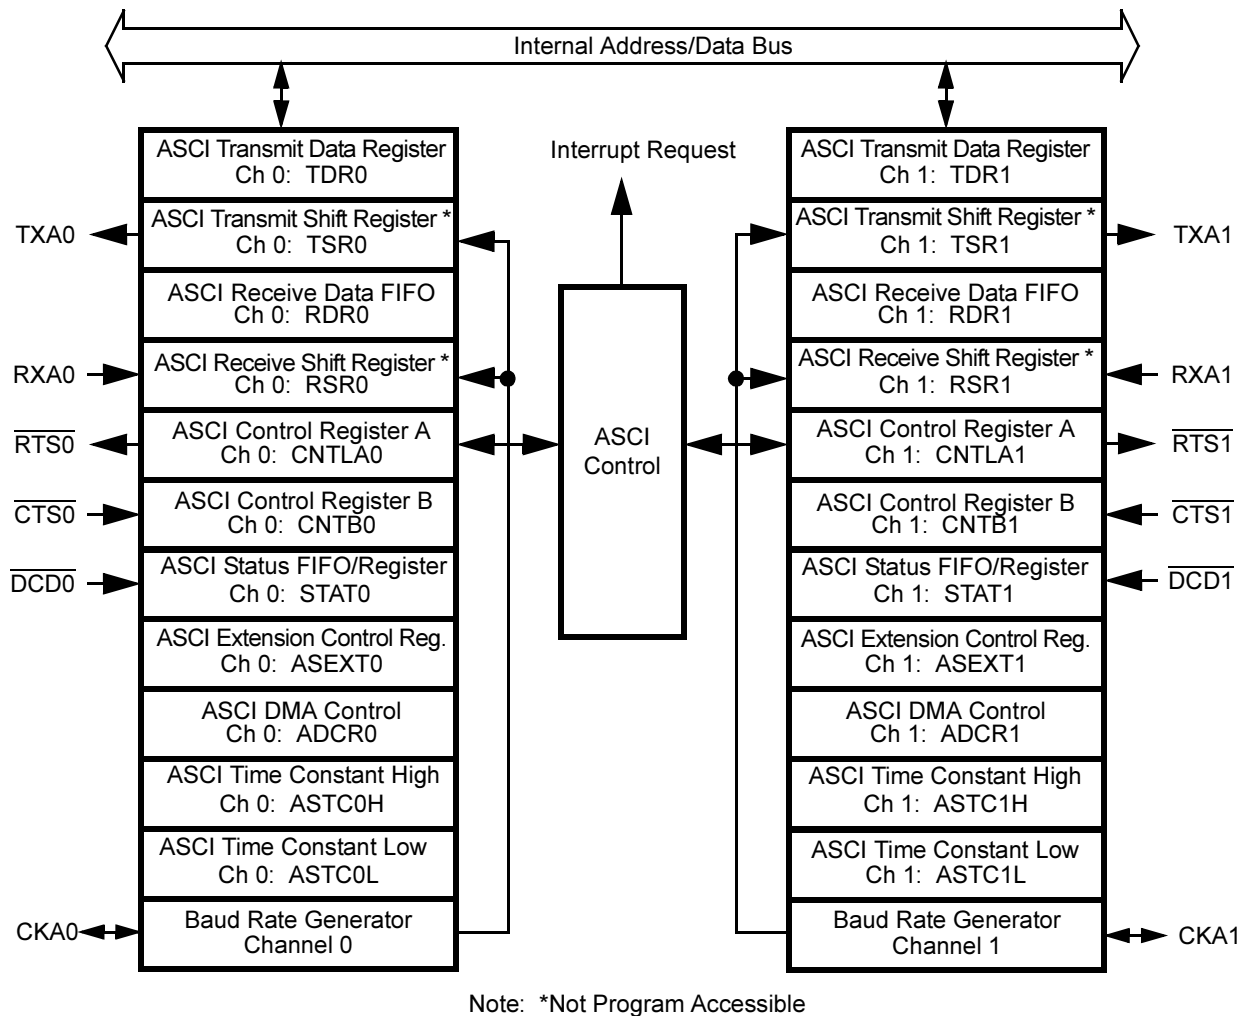 Internal Address/Data Bus
Interrupt Request
ASCI Transmit Data Register
Ch 0: TDR0
TXA0
ASCI Transmit Shift Register *
Ch 0: TSR0
ASCI Receive Data FIFO
Ch 0: RDR0
RXA0
ASCI Receive Shift Register *
Ch 0: RSR0
RTS0
ASCI Control Register A
Ch 0: CNTLA0
CTS0
ASCI Control Register B
Ch 0: CNTB0
DCD0
ASCI Status FIFO/Register
Ch 0: STAT0
ASCI Extension Control Reg.
Ch 0: ASEXT0
ASCI DMA Control
Ch 0: ADCR0
ASCI Time Constant High
Ch 0: ASTC0H
ASCI Time Constant Low
Ch 0: ASTC0L
CKA0
Baud Rate Generator
Channel 0
ASCI
Control
ASCI Transmit Data Register
Ch 1: TDR1
ASCI Transmit Shift Register *
Ch 1: TSR1
TXA1
ASCI Receive Data FIFO
Ch 1: RDR1
ASCI Receive Shift Register *
Ch 1: RSR1
RXA1
ASCI Control Register A
Ch 1: CNTLA1
RTS1
ASCI Control Register B
Ch 1: CNTB1
CTS1
ASCI Status FIFO/Register
Ch 1: STAT1
DCD1
ASCI Extension Control Reg.
Ch 1: ASEXT1
ASCI DMA Control
Ch 1: ADCR1
ASCI Time Constant High
Ch 1: ASTC1H
ASCI Time Constant Low
Ch 1: ASTC1L
Baud Rate Generator
Channel 1
CKA1
Note: *Not Program Accessible